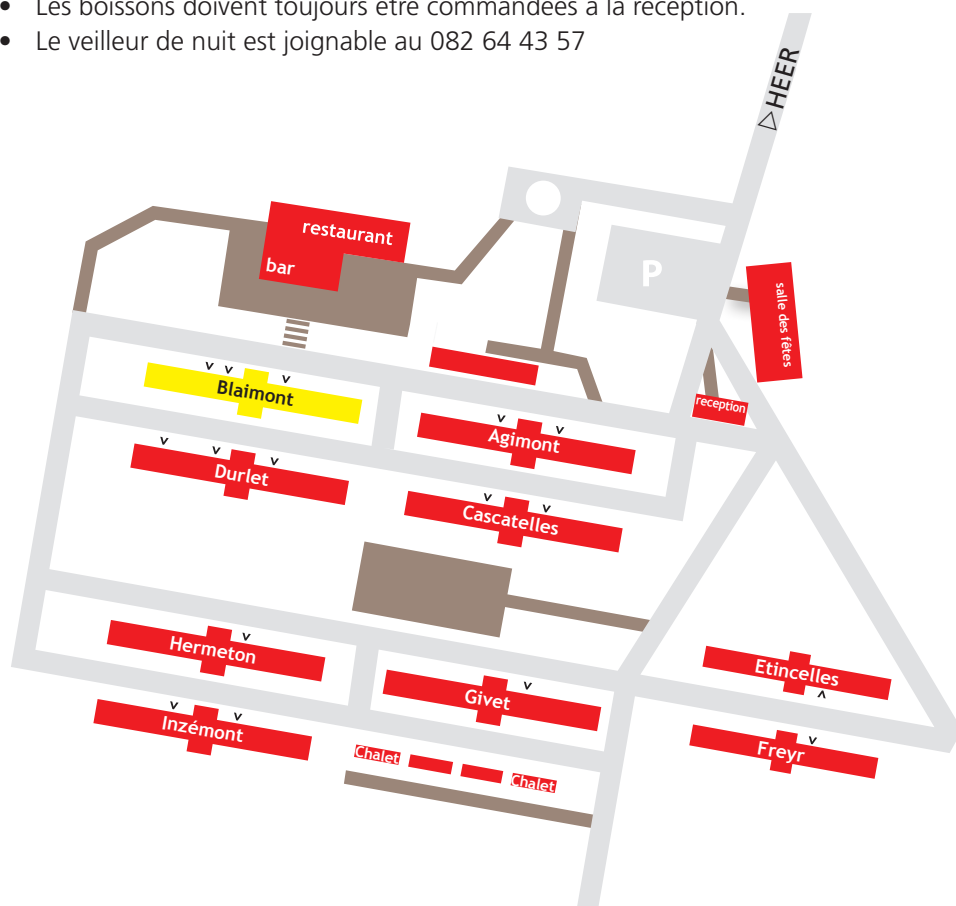 • Les boissons doivent toujours être commandées à la réception.
• Le veilleur de nuit est joignable au 082 64 43 57
HEER
restaurant
bar
P
salle des fêtes
reception
Blaimont
Agimont
Durlet
Cascatelles
Hermeton
Etincelles
Givet
Inzémont
Freyr
Chalet
Chalet